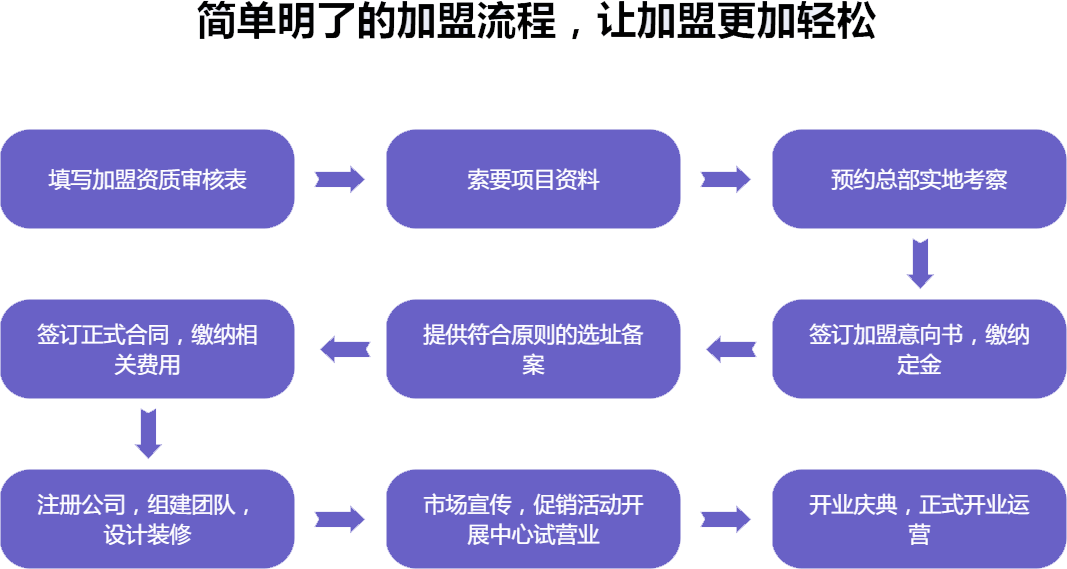 简单明了的加盟流程，让加盟更加轻松
填写加盟资质审核表
索要项目资料
预约总部实地考察
签订加盟意向书，缴纳
定金
提供符合原则的选址备
案
签订正式合同，缴纳相
关费用
注册公司，组建团队，
设计装修
市场宣传，促销活动开
展中心试营业
开业庆典，正式开业运
营